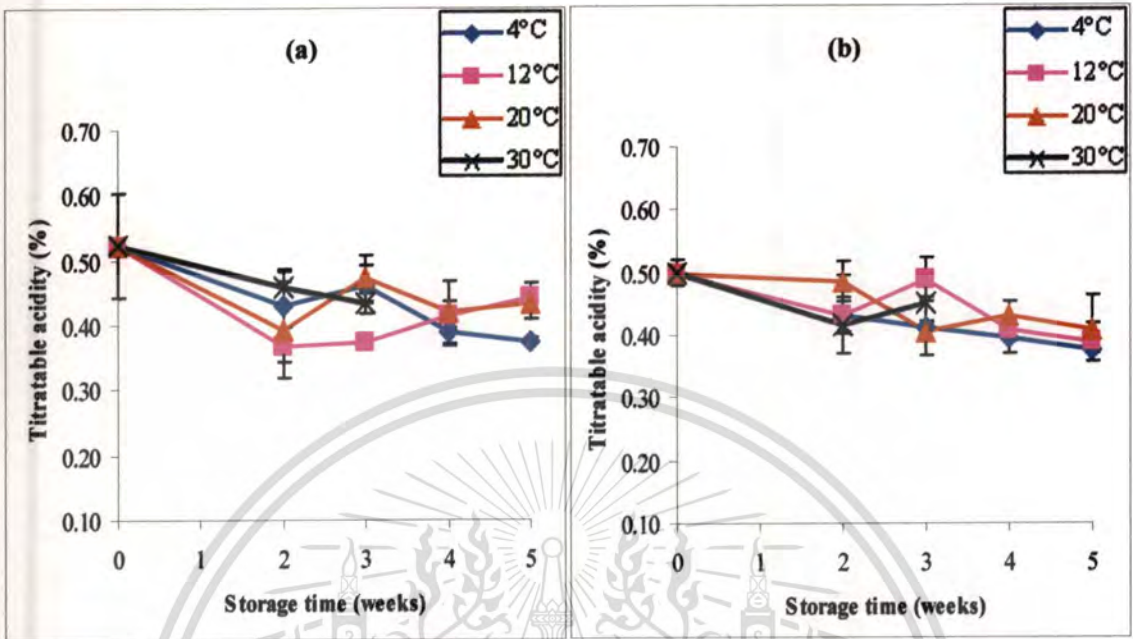 (a)
4°C
12°C
20°C
30°C
Titratable acidity (%)
0.70
0.60
0.50
0.40
0.30
0.20
0.10
0 1 2 3 4 5
Storage time (weeks)
(b)
4°C
12°C
20°C
30°C
Titratable acidity (%)
0.70
0.60
0.50
0.40
0.30
0.20
0.10
0 1 2 3 4 5
Storage time (weeks)